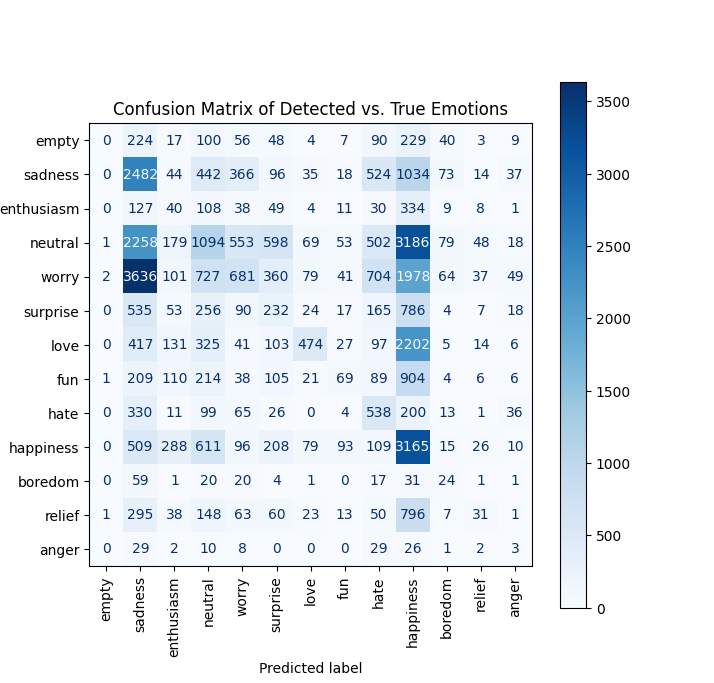 Confusion Matrix of Detected vs. True Emotions
empty 0 224 17 100 56 48 4 7 90 229 40 3 9
sadness 0 2482 44 442 366 96 35 18 524 1034 73 14 37
enthusiasm 0 127 40 108 38 49 4 11 30 334 9 8 1
neutral 1 2258 179 1094 553 598 69 53 502 3186 79 48 18
worry 2 3636 101 727 681 360 79 41 704 1978 64 37 49
surprise 0 535 53 256 90 232 24 17 165 786 4 7 18
love 0 417 131 325 41 103 474 27 97 2202 5 14 6
fun 1 209 110 214 38 105 21 69 89 904 4 6 6
hate 0 330 11 99 65 26 0 4 538 200 13 1 36
happiness 0 509 288 611 96 208 79 93 109 3165 15 26 10
boredom 0 59 1 20 20 4 1 0 17 31 24 1 1
relief 1 295 38 148 63 60 23 13 50 796 7 31 1
anger 0 29 2 10 8 0 0 0 29 26 1 2 3
empty sadness enthusiasm neutral worry surprise love fun hate happiness boredom relief anger
Predicted label
3500
3000
2500
2000
1500
1000
500
0